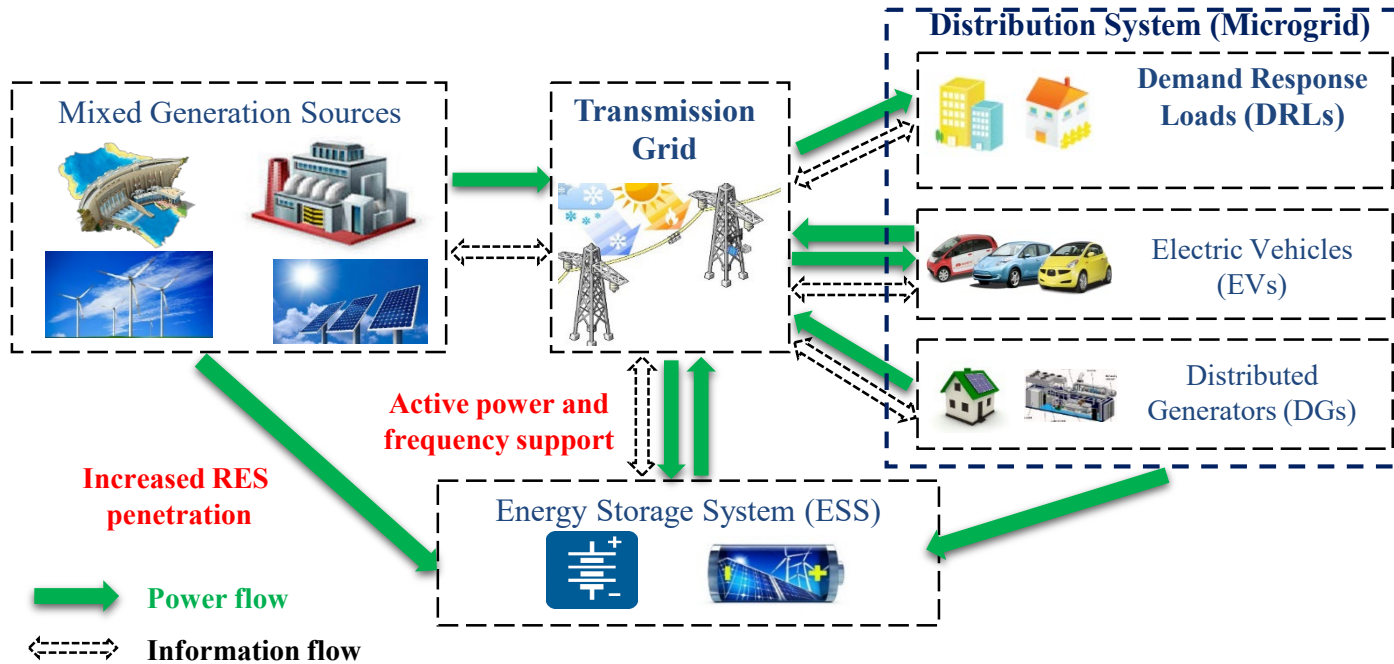 Distribution System (Microgrid)
Mixed Generation Sources
Transmission
Grid
Demand Response
Loads (DRLs)
Electric Vehicles
(EVs)
Distributed
Generators (DGs)
Active power and
frequency support
Increased RES
penetration
Energy Storage System (ESS)
Power flow
Information flow